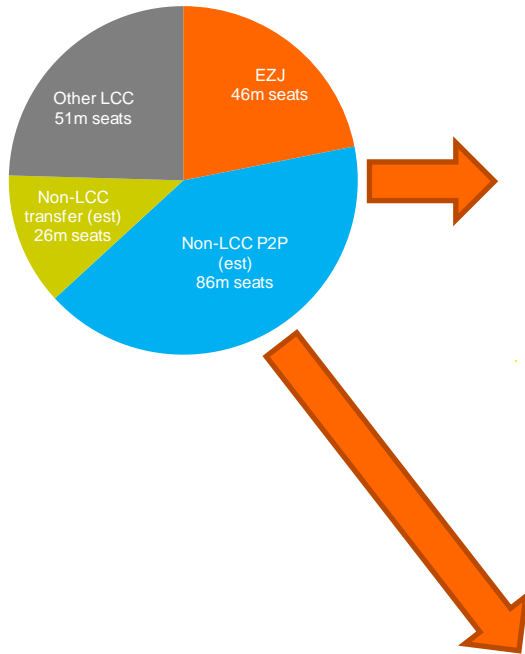 EZJ
46m seats
Other LCC
51m seats
Non-LCC
transfer (est)
26m seats
Non-LCC P2P
(est)
86m seats